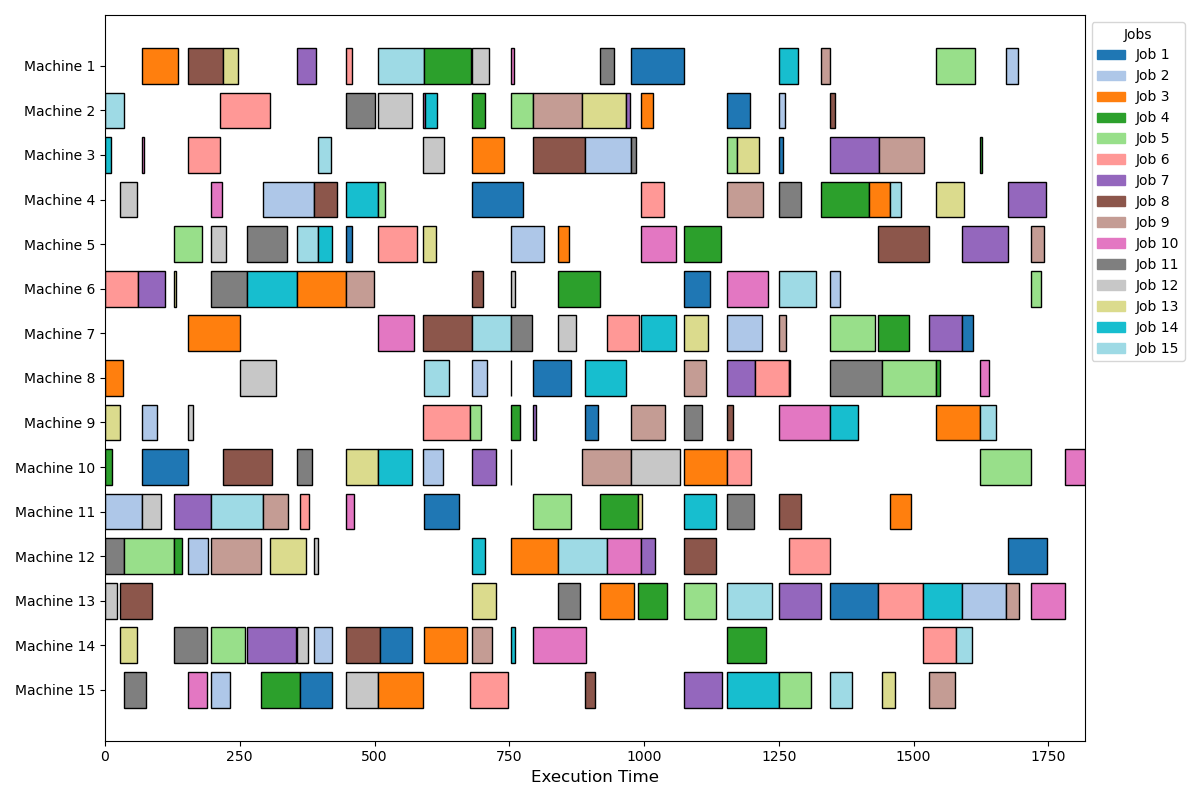 Machine 1
Machine 2
Machine 3
Machine 4
Machine 5
Machine 6
Machine 7
Machine 8
Machine 9
Machine 10
Machine 11
Machine 12
Machine 13
Machine 14
Machine 15
0 250 500 750 1000 1250 1500 1750
Execution Time
Jobs
Job 1
Job 2
Job 3
Job 4
Job 5
Job 6
Job 7
Job 8
Job 9
Job 10
Job 11
Job 12
Job 13
Job 14
Job 15